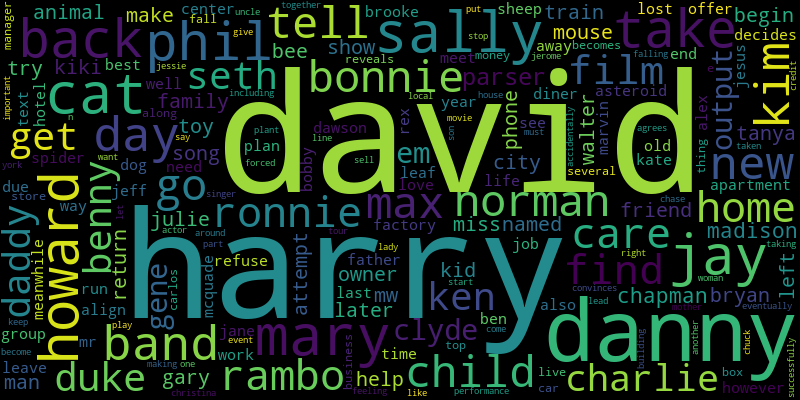 manager
animal
back
phil
center
fall
uncle
make
together
give
tell
sally
brooke
put
stop
sheep
lost
offer
take
begin
decides
becomes
train
mouse
bee
show
reveals
best
kiki
try
cat
seth
bonnie
meet
money
away
jerome
film
end
jesus
parser
asteroid
output
kim
credit
important
text
hotel
well
family
year
diner
house
phone
including
local
rex
movie
walter
marvin
see
son
must
accidentally
agrees
m
alex
old
kate
thing
tanya
taken
get
day
toy
song
plan
plant
forced
line
sell
dawson
bobby
along
jessie
spider
dog
want
say
need
em
city
several
new
david
york
due
store
way
jeff
benny
go
leaf
love
life
apartment
howard
daddy
meanwhile
julie
ronnie
max
norman
miss
named
friend
care
home
madison
chase
left
taking
harry
singer
let
actor
around
part
tour
factory
job
jay
find
right
woman
return
run
align
carlos
gene
mcquade
refuse
attempt
owner
father
lady
kid
start
ken
mw
last
later
ben
also
convinces
lead
chapman
bryan
eventually
successfully
keep
group
mr
play
event
band
jane
mary
clyde
come
top
danny
building
mother
another
chuck
become
leave
man
duke
making
one
gary
work
christina
feeling
business
rambo
help
time
like
child
performance
live
car
charlie
box
however